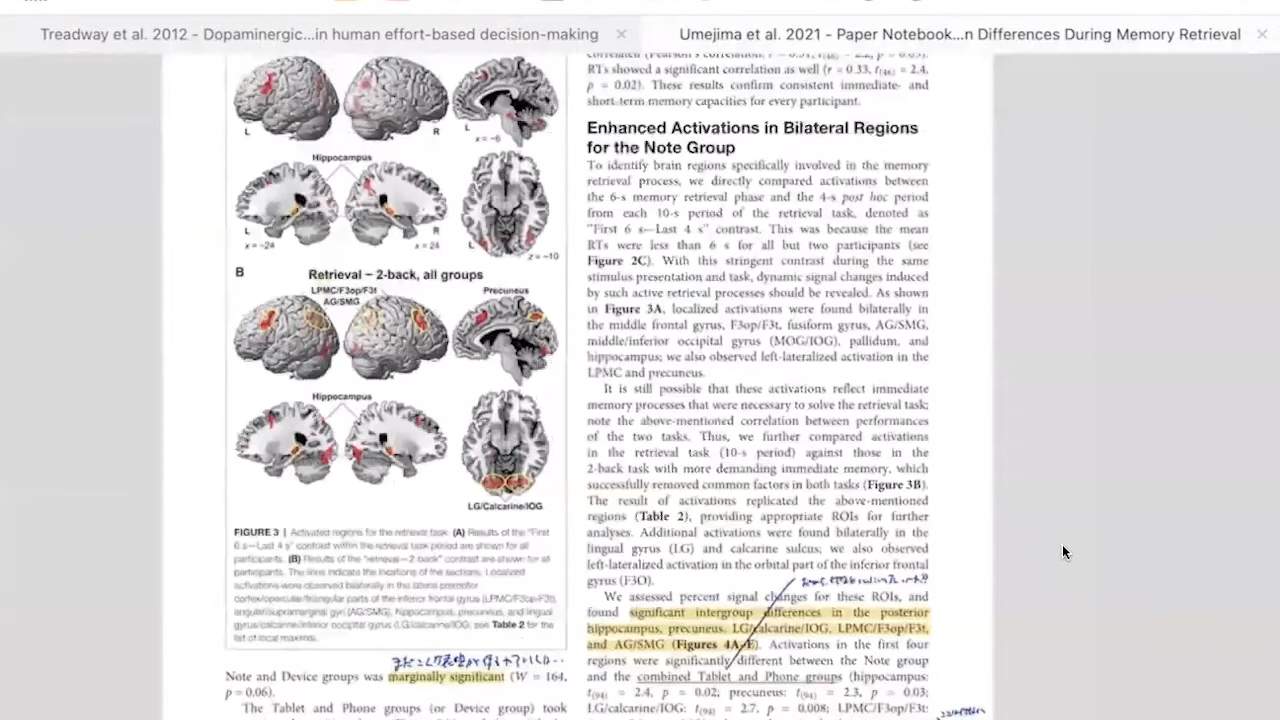 Treadway et al. 2012 - Dopaminergic...in human effort-based decision-making
Umejima et al. 2021 - Paper Notebook...n Differences During Memory Retrieval
L
R
L
x = -6
Hippocampus
L
R
L
x = -24
x = 24
z = -10
B
Retrieval – 2-back, all groups
LPMC/F3op/F3t
AG/SMG
Precuneus
Hippocampus
LG/Calcarine/IOG
FIGURE 3 | Activated regions for the retrieval task. (A) Results of the "First
6 s—Last 4 s" contrast within the retrieval task period are shown for all
participants. (B) Results of the "retrieval—2-back" contrast are shown for all
participants. The lines indicate the locations of the sections. Localized
activations were observed bilaterally in the lateral premotor
cortex/opercular/triangular parts of the inferior frontal gyrus (LPMC/F3op/F3t),
angular/supramarginal gyri (AG/SMG), hippocampus, precuneus, and lingual
gyrus/calcarine/inferior occipital gyrus (LG/calcarine/IOG; see Table 2 for the
list of local maxima).
Note and Device groups was marginally significant (W = 164,
p = 0.06).
The Tablet and Phone groups (or Device group) took
RTs showed a significant correlation as well (r = 0.33, t(46) = 2.4,
p = 0.02). These results confirm consistent immediate- and
short-term memory capacities for every participant.
Enhanced Activations in Bilateral Regions
for the Note Group
To identify brain regions specifically involved in the memory
retrieval process, we directly compared activations between
the 6-s memory retrieval phase and the 4-s post hoc period
from each 10-s period of the retrieval task, denoted as
"First 6 s—Last 4 s" contrast. This was because the mean
RTs were less than 6 s for all but two participants (see
Figure 2C). With this stringent contrast during the same
stimulus presentation and task, dynamic signal changes induced
by such active retrieval processes should be revealed. As shown
in Figure 3A, localized activations were found bilaterally in
the middle frontal gyrus, F3op/F3t, fusiform gyrus, AG/SMG,
middle/inferior occipital gyrus (MOG/IOG), pallidum, and
hippocampus; we also observed left-lateralized activation in the
LPMC and precuneus.
It is still possible that these activations reflect immediate
memory processes that were necessary to solve the retrieval task;
note the above-mentioned correlation between performances
of the two tasks. Thus, we further compared activations
in the retrieval task (10-s period) against those in the
2-back task with more demanding immediate memory, which
successfully removed common factors in both tasks (Figure 3B).
The result of activations replicated the above-mentioned
regions (Table 2), providing appropriate ROIs for further
analyses. Additional activations were found bilaterally in the
lingual gyrus (LG) and calcarine sulcus; we also observed
left-lateralized activation in the orbital part of the inferior frontal
gyrus (F3O).
We assessed percent signal changes for these ROIs, and
found significant intergroup differences in the posterior
hippocampus, precuneus, LG/calcarine/IOG, LPMC/F3op/F3t,
and AG/SMG (Figures 4A–E). Activations in the first four
regions were significantly different between the Note group
and the combined Tablet and Phone groups (hippocampus:
t(94) = 2.4, p = 0.02; precuneus: t(94) = 2.3, p = 0.03;
LG/calcarine/IOG: t(94) = 2.7, p = 0.008; LPMC/F3op/F3t: